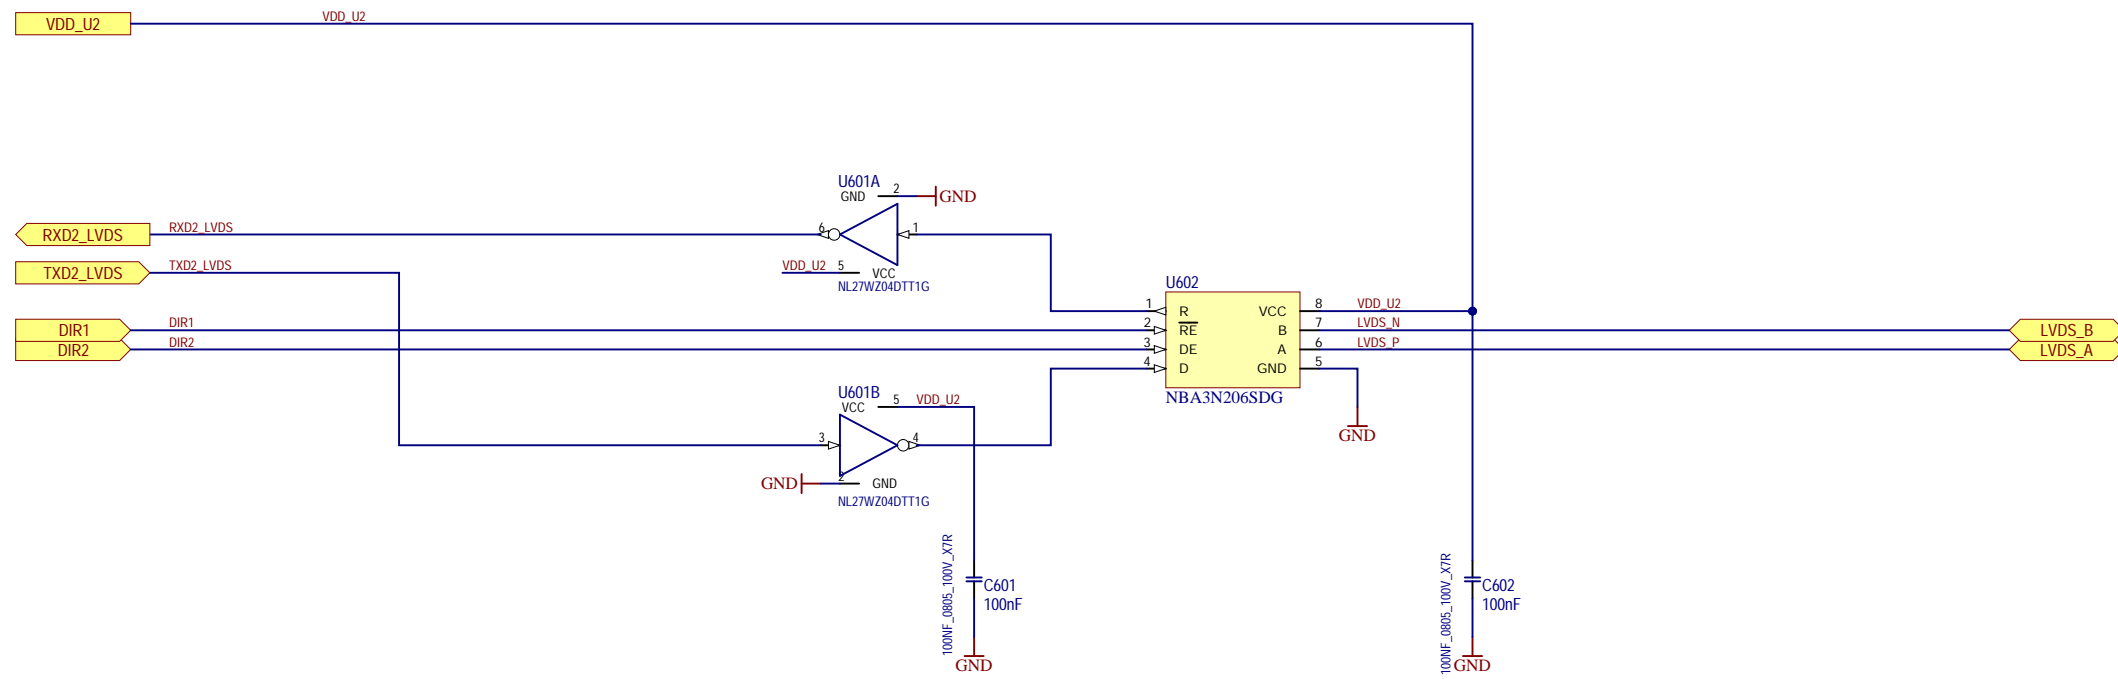 VDD_U2
VDD_U2
U601A
GND
2
GND
RXD2_LVDS
RXD2_LVDS
6
1
TXD2_LVDS
TXD2_LVDS
VDD_U2
5
VCC
NL27WZ04DTT1G
U602
1
R
VCC
8
VDD_U2
DIR1
DIR1
2
RE
B
7
LVDS_N
LVDS_B
DIR2
DIR2
3
DE
A
6
LVDS_P
LVDS_A
4
D
GND
5
NBA3N206SDG
GND
U601B
VCC
5
VDD_U2
3
4
GND
2
GND
NL27WZ04DTT1G
100NF_0805_100V_X7R
C601
100nF
GND
100NF_0805_100V_X7R
C602
100nF
GND